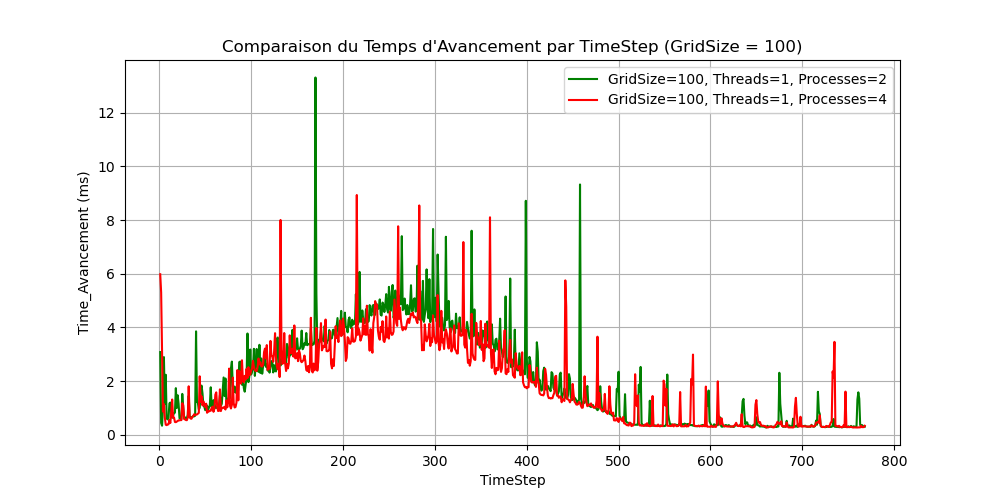 Comparaison du Temps d'Avancement par TimeStep (GridSize = 100)
GridSize=100, Threads=1, Processes=2
GridSize=100, Threads=1, Processes=4
Time_Avancement (ms)
12
10
8
6
4
2
0
0 100 200 300 400 500 600 700 800
TimeStep